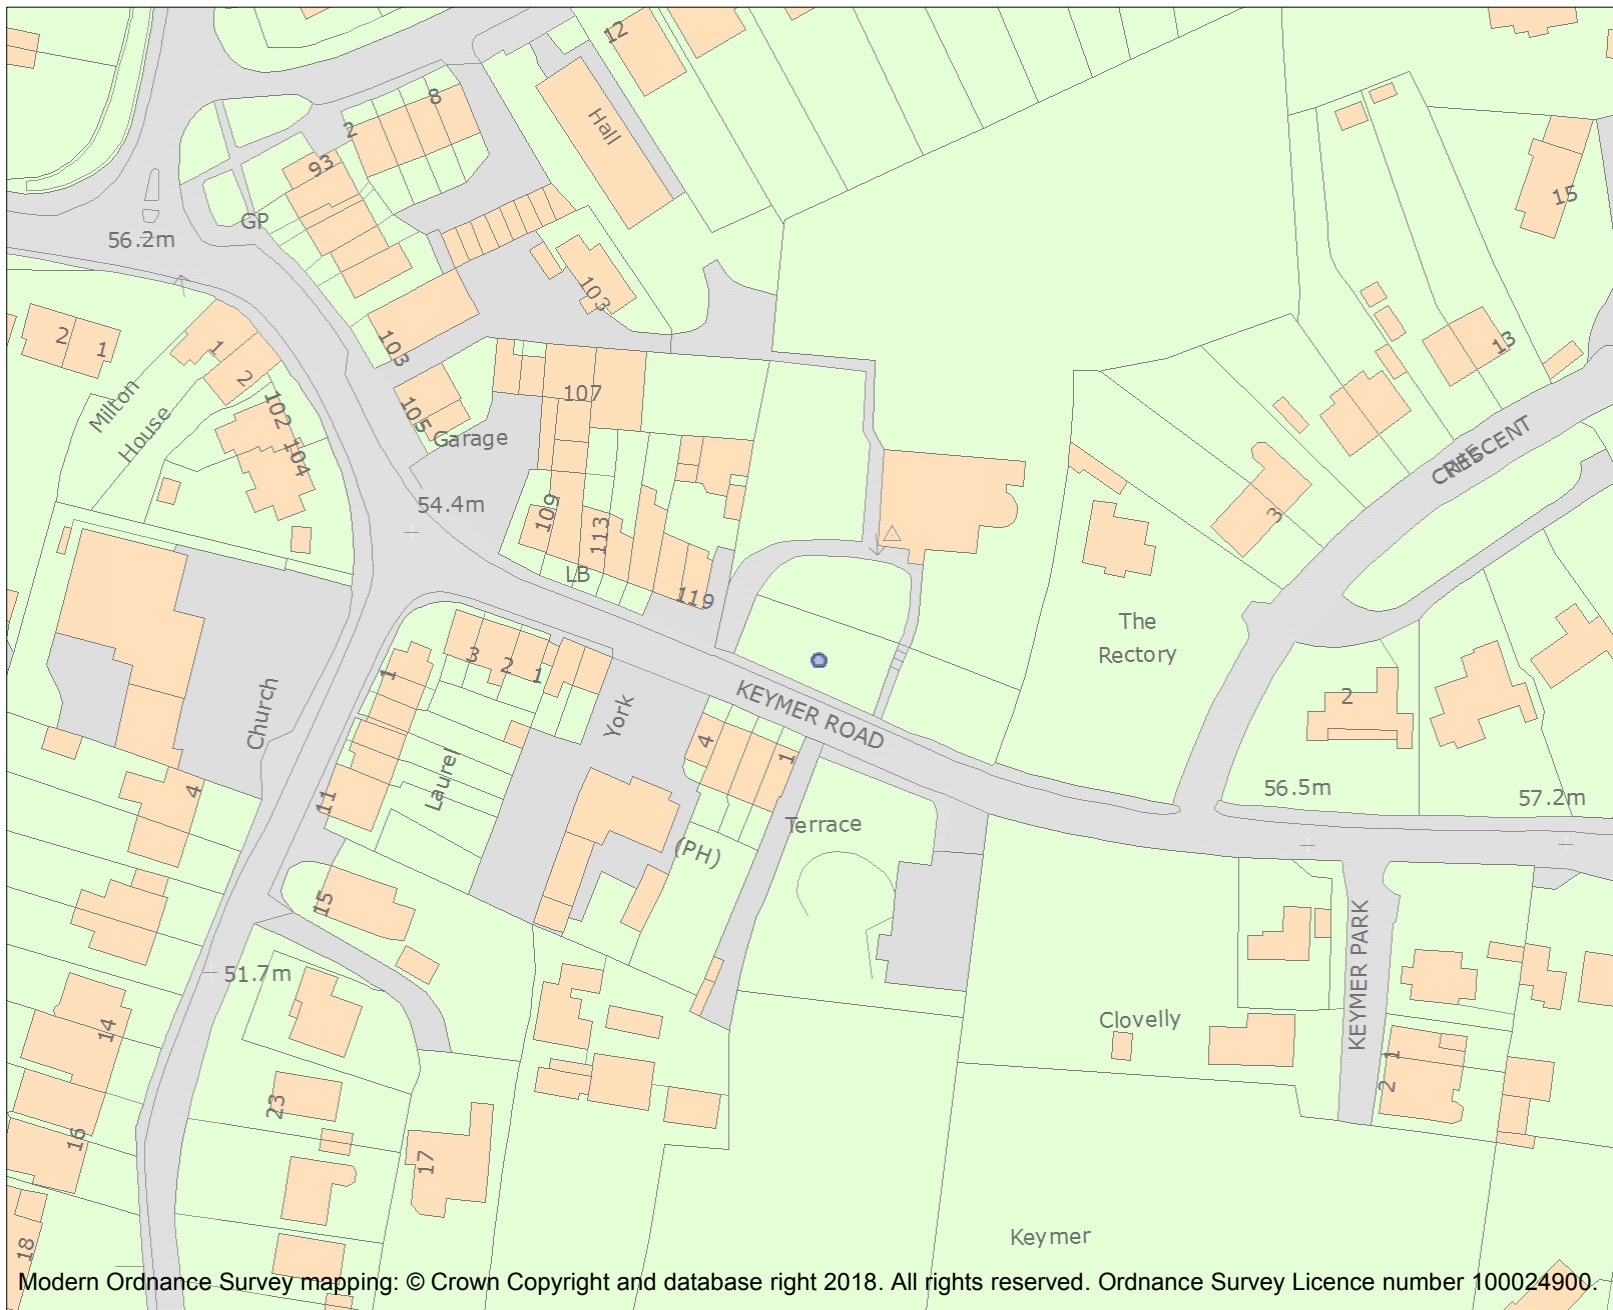 12
8
2
Hall
93
15
GP
56.2m
103
103
2
1
1
2
13
Milton
House
107
105
102
104
Garage
CRESCENT
54.4m
109
113
3
LB
119
The
Rectory
3
2
1
1
York
KEYMER ROAD
2
Church
4
1
Laurel
56.5m
57.2m
4
11
Terrace
(PH)
15
KEYMER PARK
51.7m
14
Clovelly
1
2
23
16
17
Keymer
18
Modern Ordnance Survey mapping: © Crown Copyright and database right 2018. All rights reserved. Ordnance Survey Licence number 100024900.